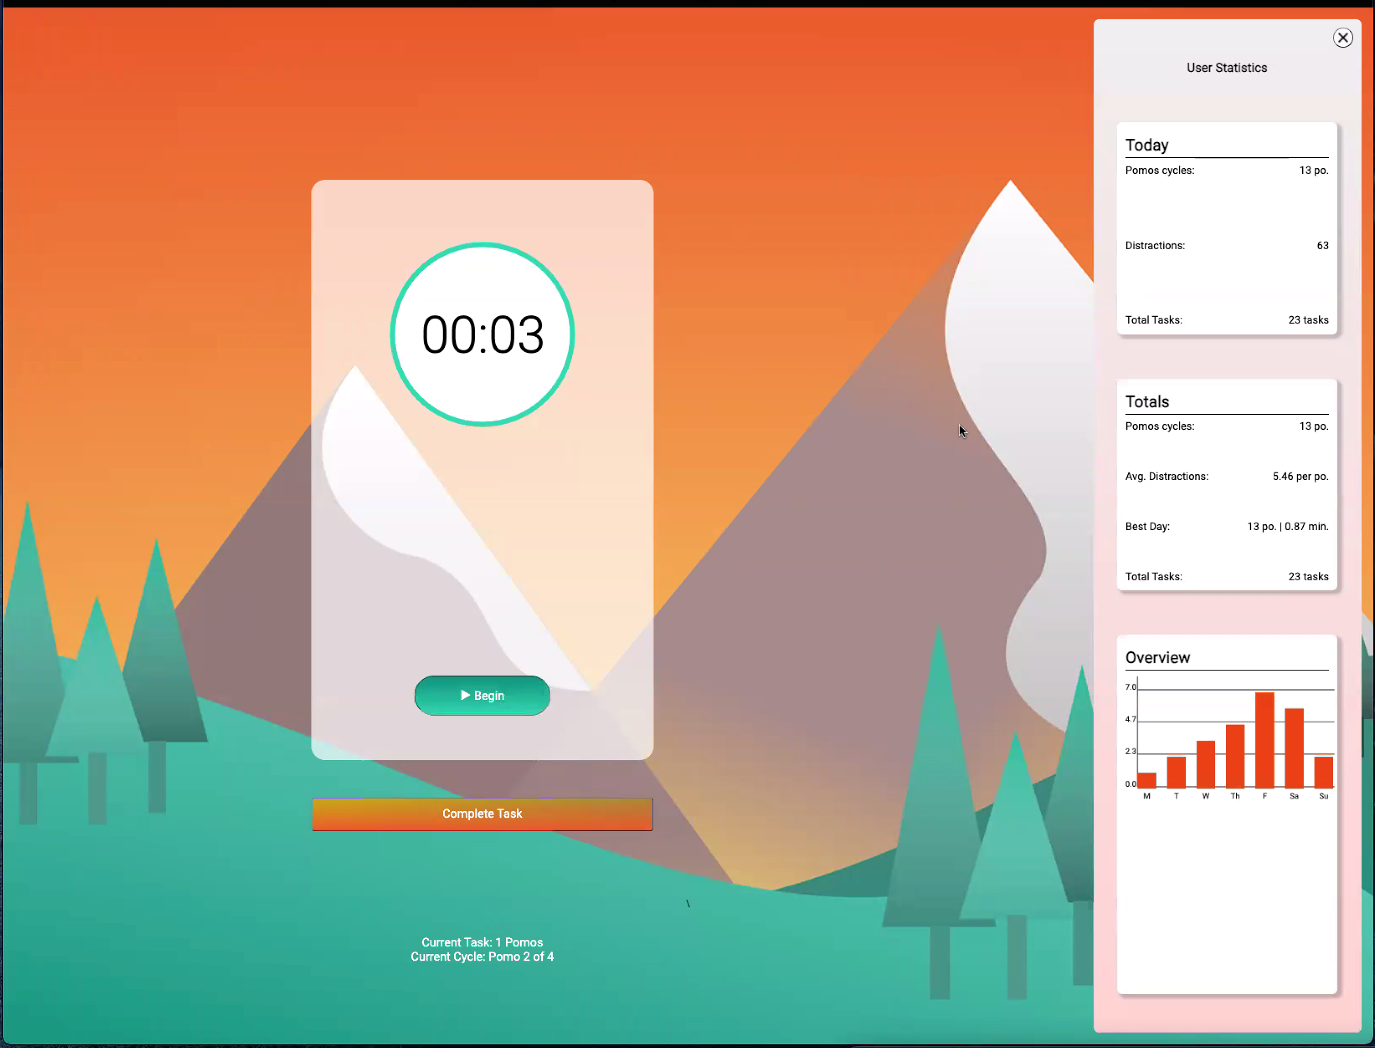 00:03
▶ Begin
Complete Task
\
Current Task: 1 Pomos
Current Cycle: Pomo 2 of 4
User Statistics
Today
Pomos cycles: 13 po.
Distractions: 63
Total Tasks: 23 tasks
Totals
Pomos cycles: 13 po.
Avg. Distractions: 5.46 per po.
Best Day: 13 po. | 0.87 min.
Total Tasks: 23 tasks
Overview
7.0
4.7
2.3
0.0
M T W Th F Sa Su